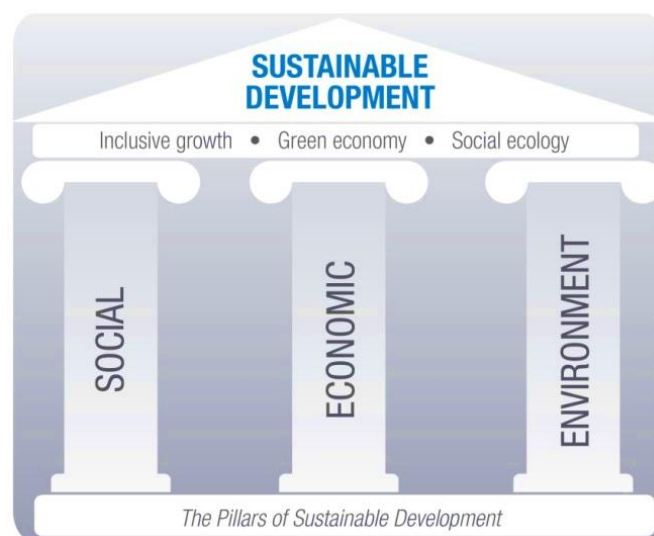 SUSTAINABLE
DEVELOPMENT
Inclusive growth • Green economy • Social ecology
SOCIAL
ECONOMIC
ENVIRONMENT
The Pillars of Sustainable Development